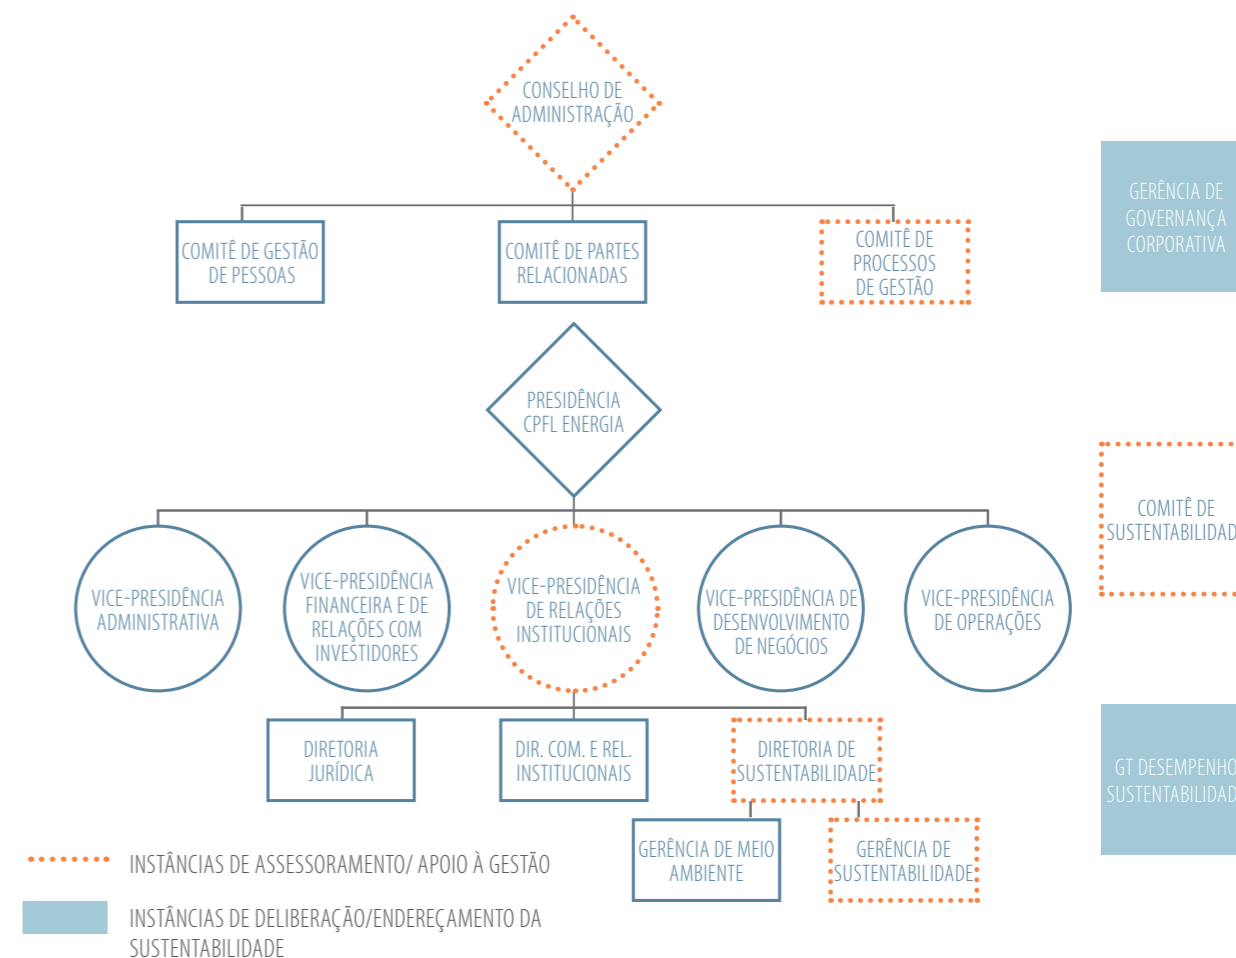 CONSELHO DE
ADMINISTRAÇÃO
COMITÊ DE GESTÃO
DE PESSOAS
COMITÊ DE PARTES
RELACIONADAS
COMITÊ DE
PROCESSOS
DE GESTÃO
GERÊNCIA DE
GOVERNANÇA
CORPORATIVA
PRESIDÊNCIA
CPFL ENERGIA
COMITÊ DE
SUSTENTABILIDAD
VICE-PRESIDÊNCIA
ADMINISTRATIVA
VICE-PRESIDÊNCIA
FINANCEIRA E DE
RELAÇÕES COM
INVESTIDORES
VICE-PRESIDÊNCIA
DE RELAÇÕES
INSTITUCIONAIS
VICE-PRESIDÊNCIA DE
DESENVOLVIMENTO
DE NEGÓCIOS
VICE-PRESIDÊNCIA
DE OPERAÇÕES
DIRETORIA
JURÍDICA
DIR. COM. E REL.
INSTITUCIONAIS
DIRETORIA DE
SUSTENTABILIDADE
GT DESEMPENHO
SUSTENTABILIDAD
GERÊNCIA DE MEIO
AMBIENTE
GERÊNCIA DE
SUSTENTABILIDADE
INSTÂNCIAS DE ASSESSORAMENTO/ APOIO À GESTÃO
INSTÂNCIAS DE DELIBERAÇÃO/ENDEREÇAMENTO DA
SUSTENTABILIDADE